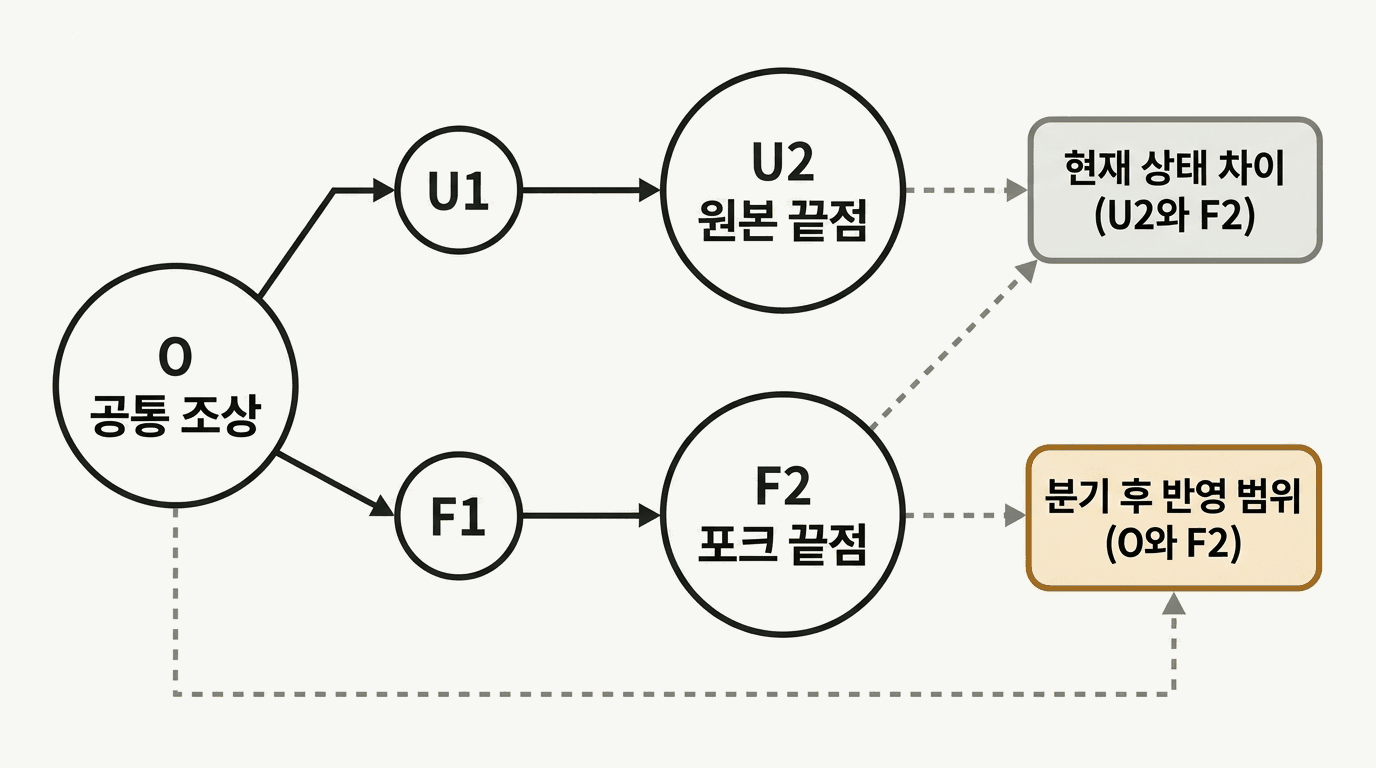 U1
U2
원본 끝점
현재 상태 차이
(U2와 F2)
O
공통 조상
F1
F2
포크 끝점
분기 후 반영 범위
(O와 F2)